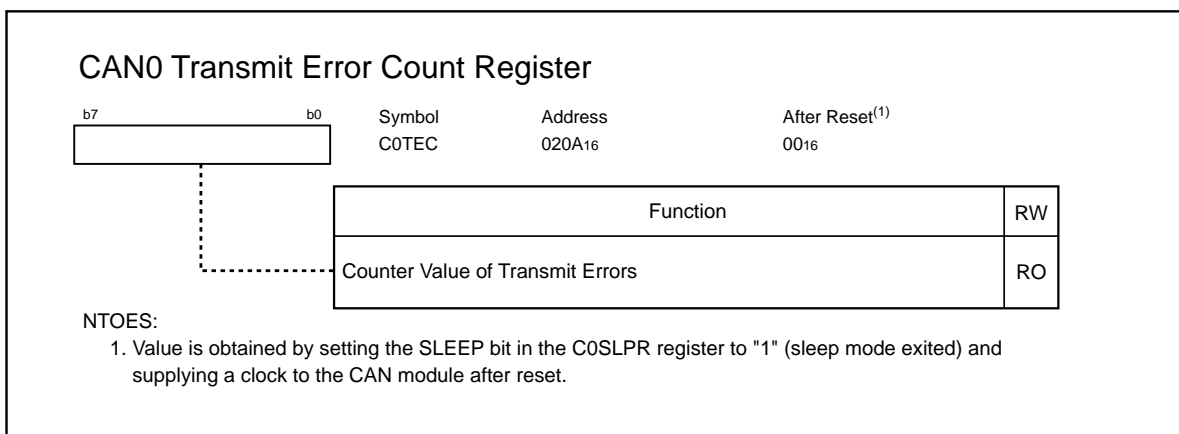 CAN0 Transmit Error Count Register
b7 b0 Symbol Address After Reset(1)
C0TEC 020A16 0016
Function RW
Counter Value of Transmit Errors RO
NTOES:
1. Value is obtained by setting the SLEEP bit in the C0SLPR register to "1" (sleep mode exited) and
supplying a clock to the CAN module after reset.